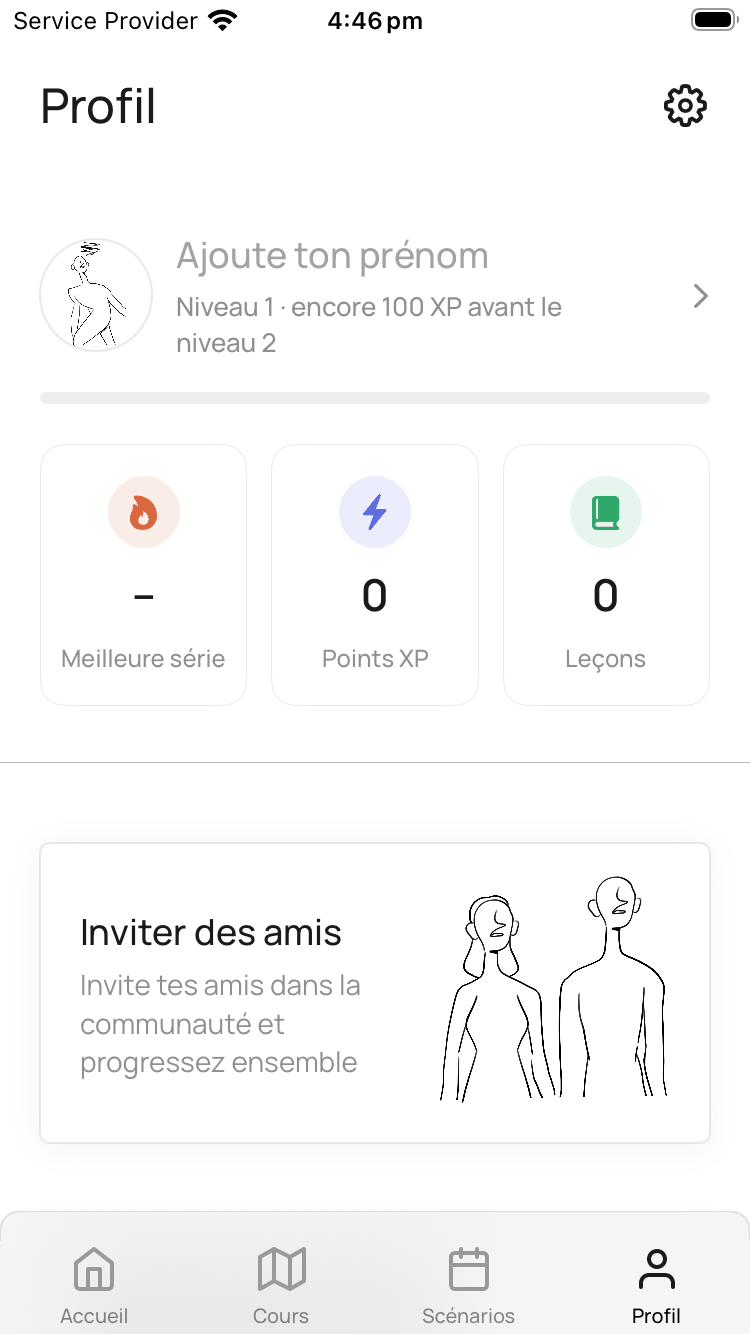 Service Provider 4:46 pm
Profil
Ajoute ton prénom
Niveau 1 · encore 100 XP avant le
niveau 2
– 0 0
Meilleure série Points XP Leçons
Inviter des amis
Invite tes amis dans la
communauté et
progressez ensemble
Accueil Cours Scénarios Profil